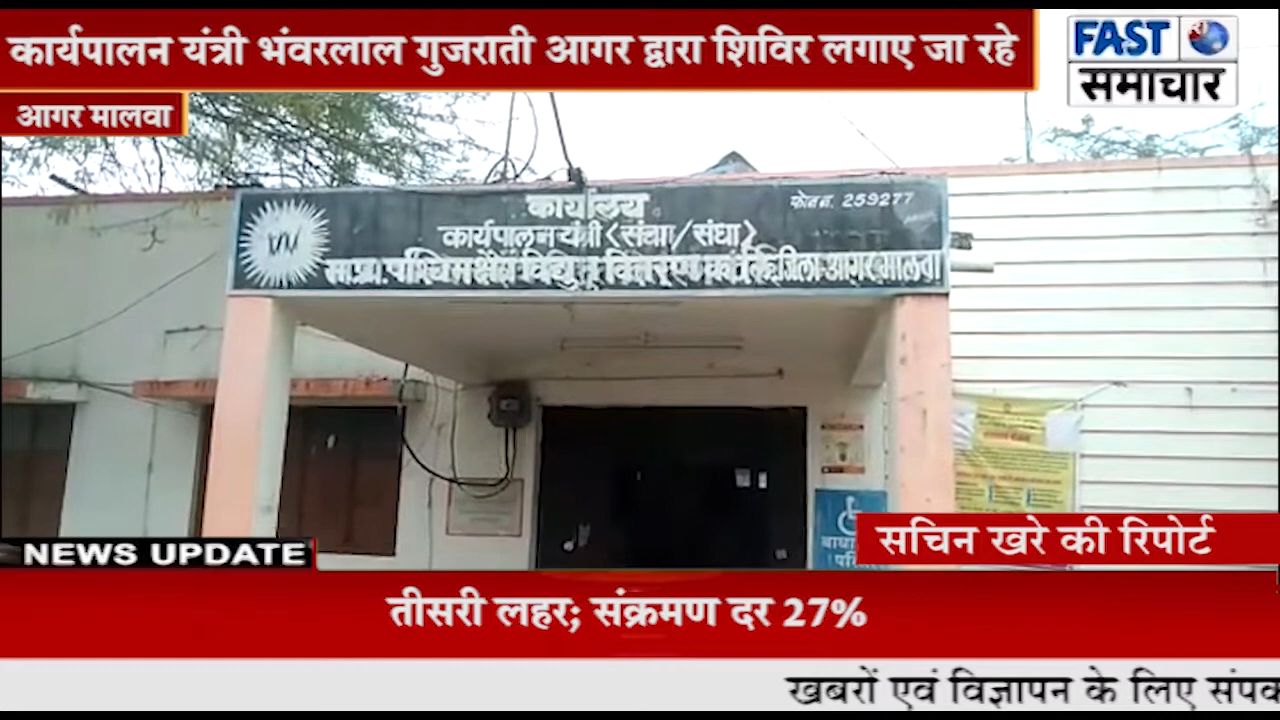 कार्यपालन यंत्री भंवरलाल गुजराती आगर द्वारा शिविर लगाए जा रहे
FAST
समाचार
आगर मालवा
कार्यालय
फोन न. 259277
कार्यपालन यंत्री (संचा/संधा)
म.प्र. पश्चिम क्षेत्र विद्युत वितरण कं. लि. जिला-आगर मालवा
सचिन खरे की रिपोर्ट
NEWS UPDATE
तीसरी लहर; संक्रमण दर 27%
खबरों एवं विज्ञापन के लिए संपक